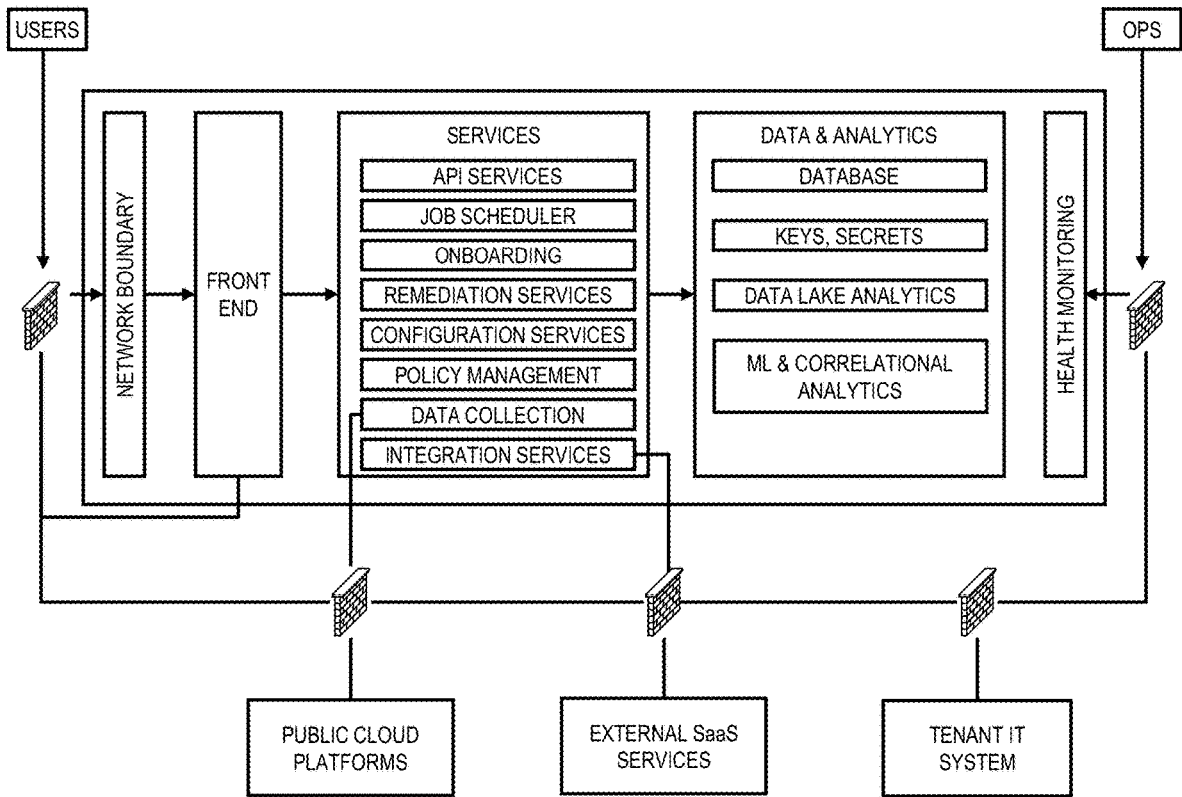 USERS
OPS
NETWORK BOUNDARY
FRONT
END
SERVICES
API SERVICES
JOB SCHEDULER
ONBOARDING
REMEDIATION SERVICES
CONFIGURATION SERVICES
POLICY MANAGEMENT
DATA COLLECTION
INTEGRATION SERVICES
DATA & ANALYTICS
DATABASE
KEYS, SECRETS
DATA LAKE ANALYTICS
ML & CORRELATIONAL
ANALYTICS
HEALTH MONITORING
PUBLIC CLOUD
PLATFORMS
EXTERNAL SaaS
SERVICES
TENANT IT
SYSTEM